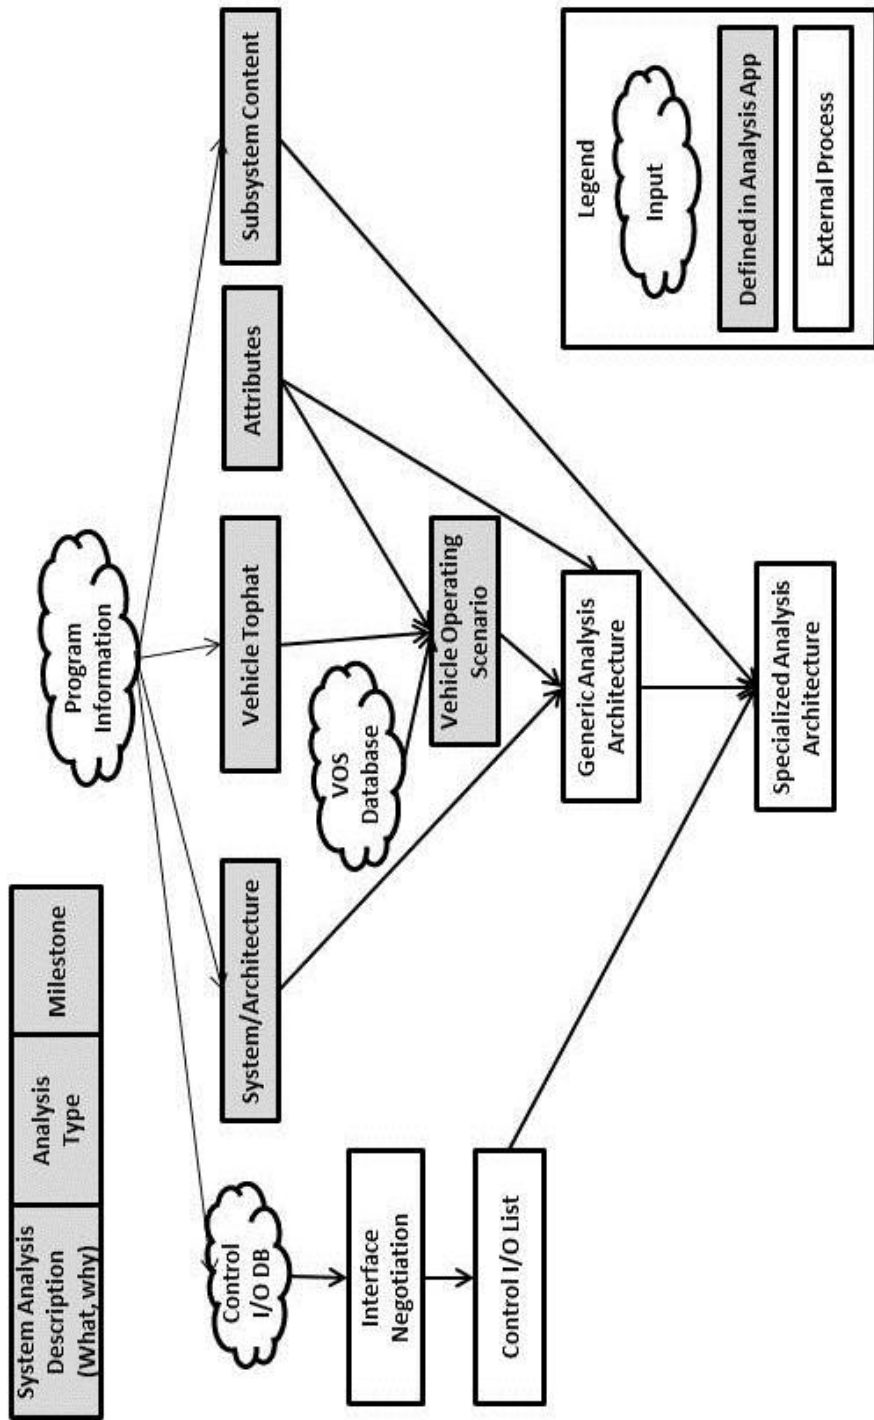 System Analysis
Description
(What, why)
Analysis
Type
Milestone
Program
Information
Control
I/O DB
System/Architecture
Vehicle Tophat
Attributes
Subsystem Content
VOS
Database
Interface
Negotiation
Vehicle Operating
Scenario
Control I/O List
Generic Analysis
Architecture
Specialized Analysis
Architecture
Legend
Input
Defined in Analysis App
External Process